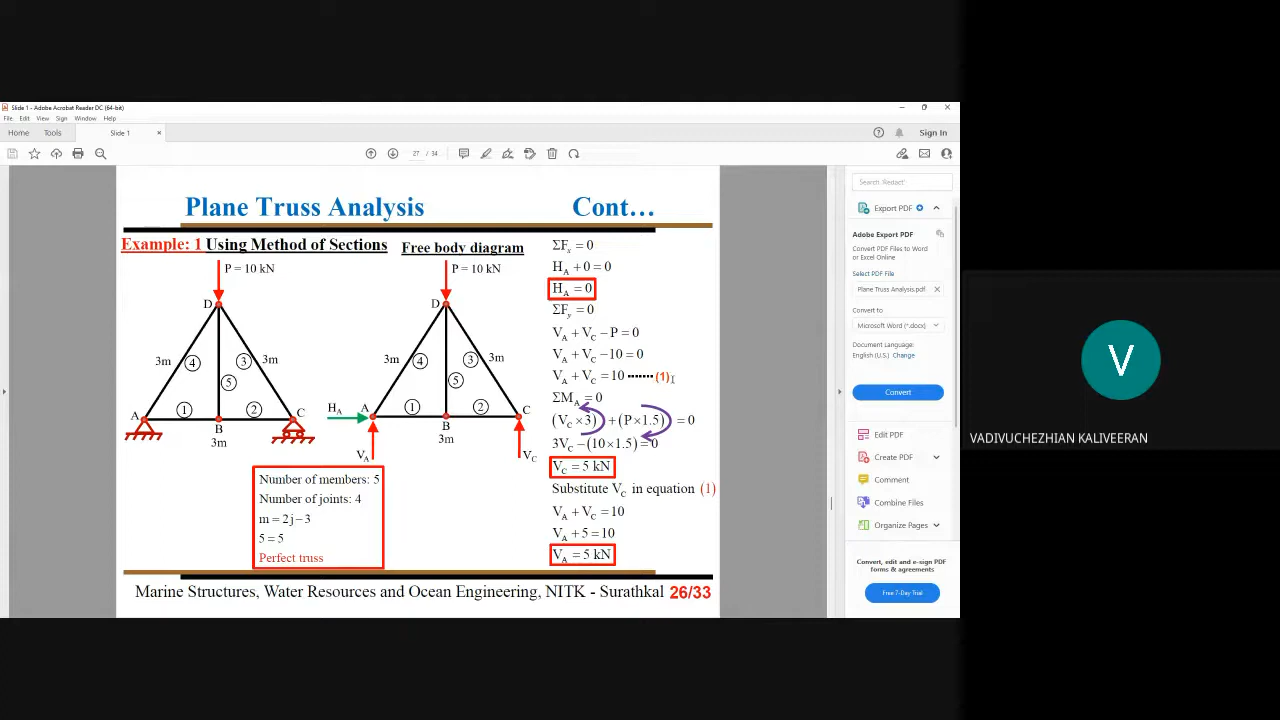 Slide 1 - Adobe Acrobat Reader DC (64-bit)
File Edit View Sign Window Help
Home Tools Slide 1 × Sign In
27 / 34
Plane Truss Analysis Cont…
Example: 1 Using Method of Sections
Free body diagram
P = 10 kN
D
3m 4 3 3m
5
A 1 2 C
B
3m
P = 10 kN
D
3m 4 3 3m
5
H_A A 1 2 C
B
3m
V_A V_C
Number of members: 5
Number of joints: 4
m = 2j − 3
5 = 5
Perfect truss
ΣF_x = 0
H_A + 0 = 0
H_A = 0
ΣF_y = 0
V_A + V_C − P = 0
V_A + V_C − 10 = 0
V_A + V_C = 10 ······· (1)
ΣM_A = 0
(V_C × 3) + (P × 1.5) = 0
3V_C − (10 × 1.5) = 0
V_C = 5 kN
Substitute V_C in equation (1)
V_A + V_C = 10
V_A + 5 = 10
V_A = 5 kN
Marine Structures, Water Resources and Ocean Engineering, NITK - Surathkal 26/33
Search 'Redact'
Export PDF
Adobe Export PDF
Convert PDF Files to Word
or Excel Online
Select PDF File
Plane Truss Analysis.pdf
Convert to
Microsoft Word (*.docx)
Document Language:
English (U.S.) Change
Convert
Edit PDF
Create PDF
Comment
Combine Files
Organize Pages
Convert, edit and e-sign PDF
forms & agreements
Free 7-Day Trial
V
VADIVUCHEZHIAN KALIVEERAN